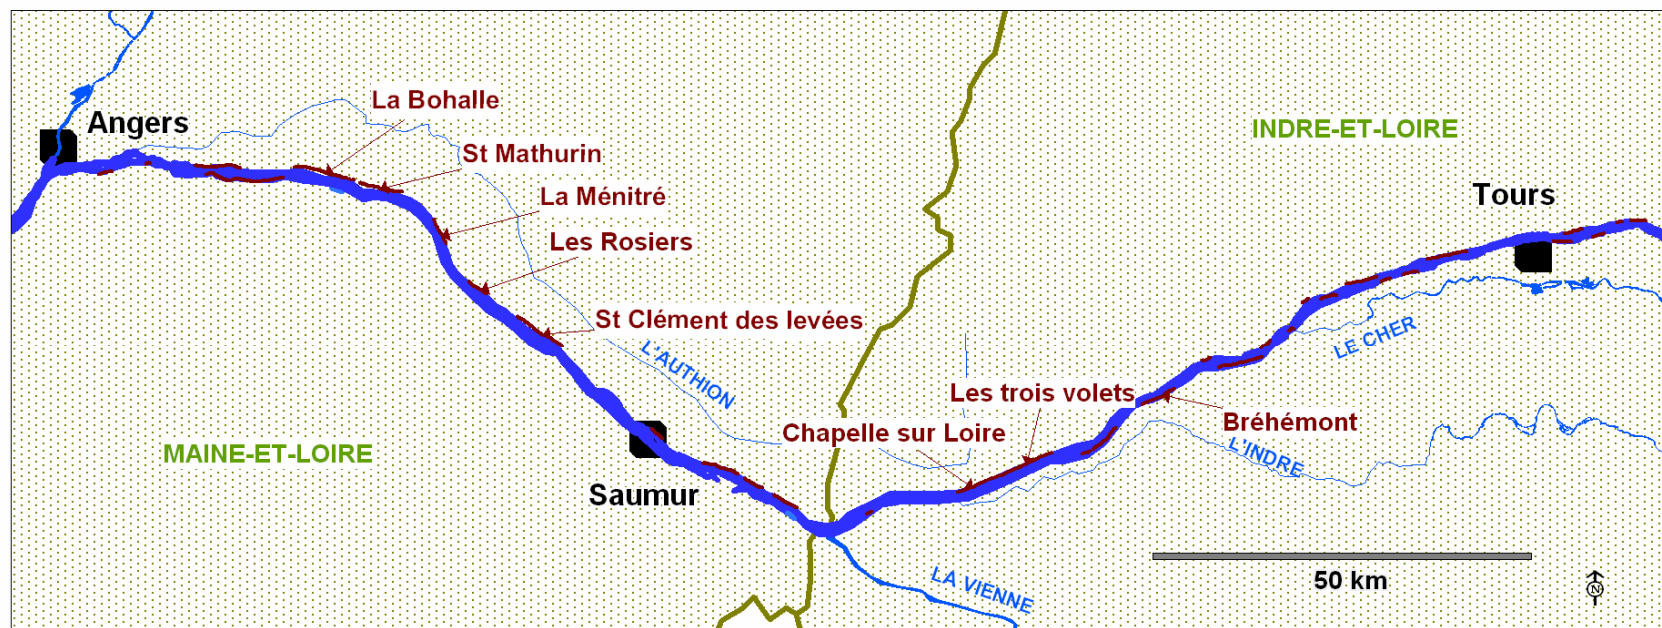 La Bohalle
Angers
INDRE-ET-LOIRE
St Mathurin
La Ménitré
Tours
Les Rosiers
St Clément des levées
LE CHER
L'AUTHION
Les trois volets
Bréhémont
Chapelle sur Loire
L'INDRE
MAINE-ET-LOIRE
Saumur
50 km
LA VIENNE
N